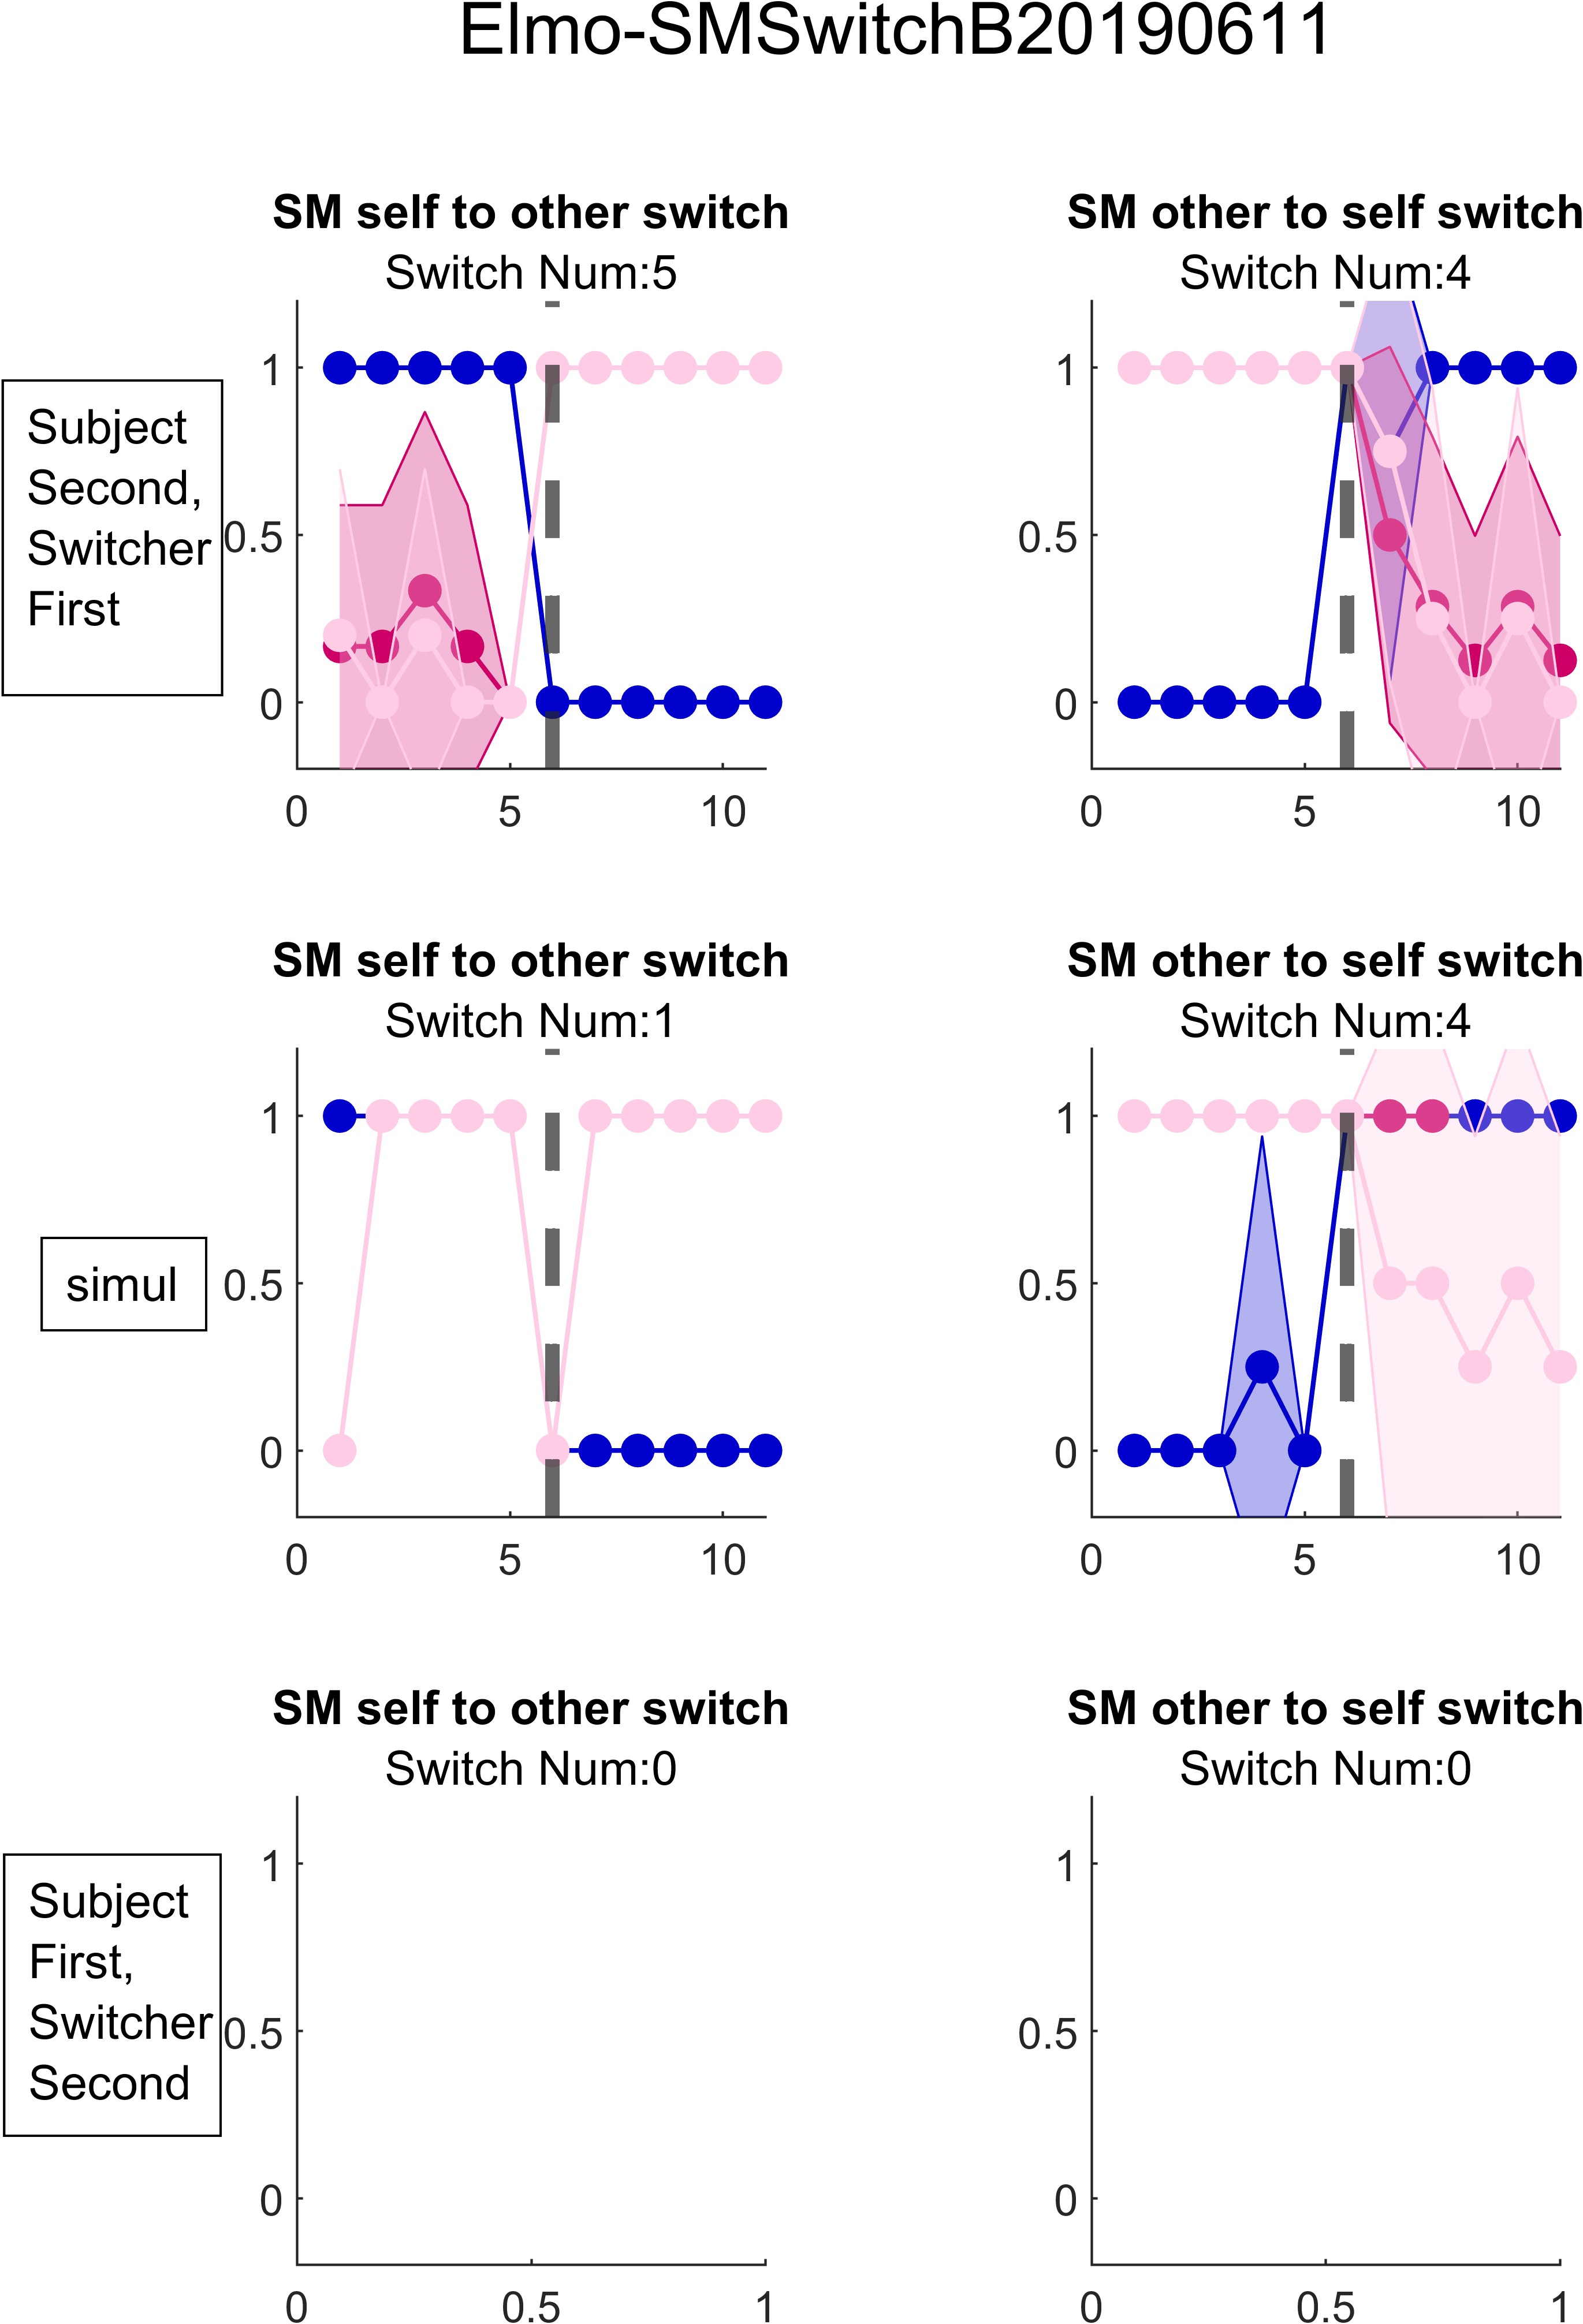 Elmo-SMSwitchB20190611
SM self to other switch
Switch Num:5
SM other to self switch
Switch Num:4
Subject
Second,
Switcher
First
1
0.5
0
0
5
10
1
0.5
0
0
5
10
SM self to other switch
Switch Num:1
SM other to self switch
Switch Num:4
simul
1
0.5
0
0
5
10
1
0.5
0
0
5
10
SM self to other switch
Switch Num:0
SM other to self switch
Switch Num:0
Subject
First,
Switcher
Second
1
0.5
0
0
0.5
1
1
0.5
0
0
0.5
1